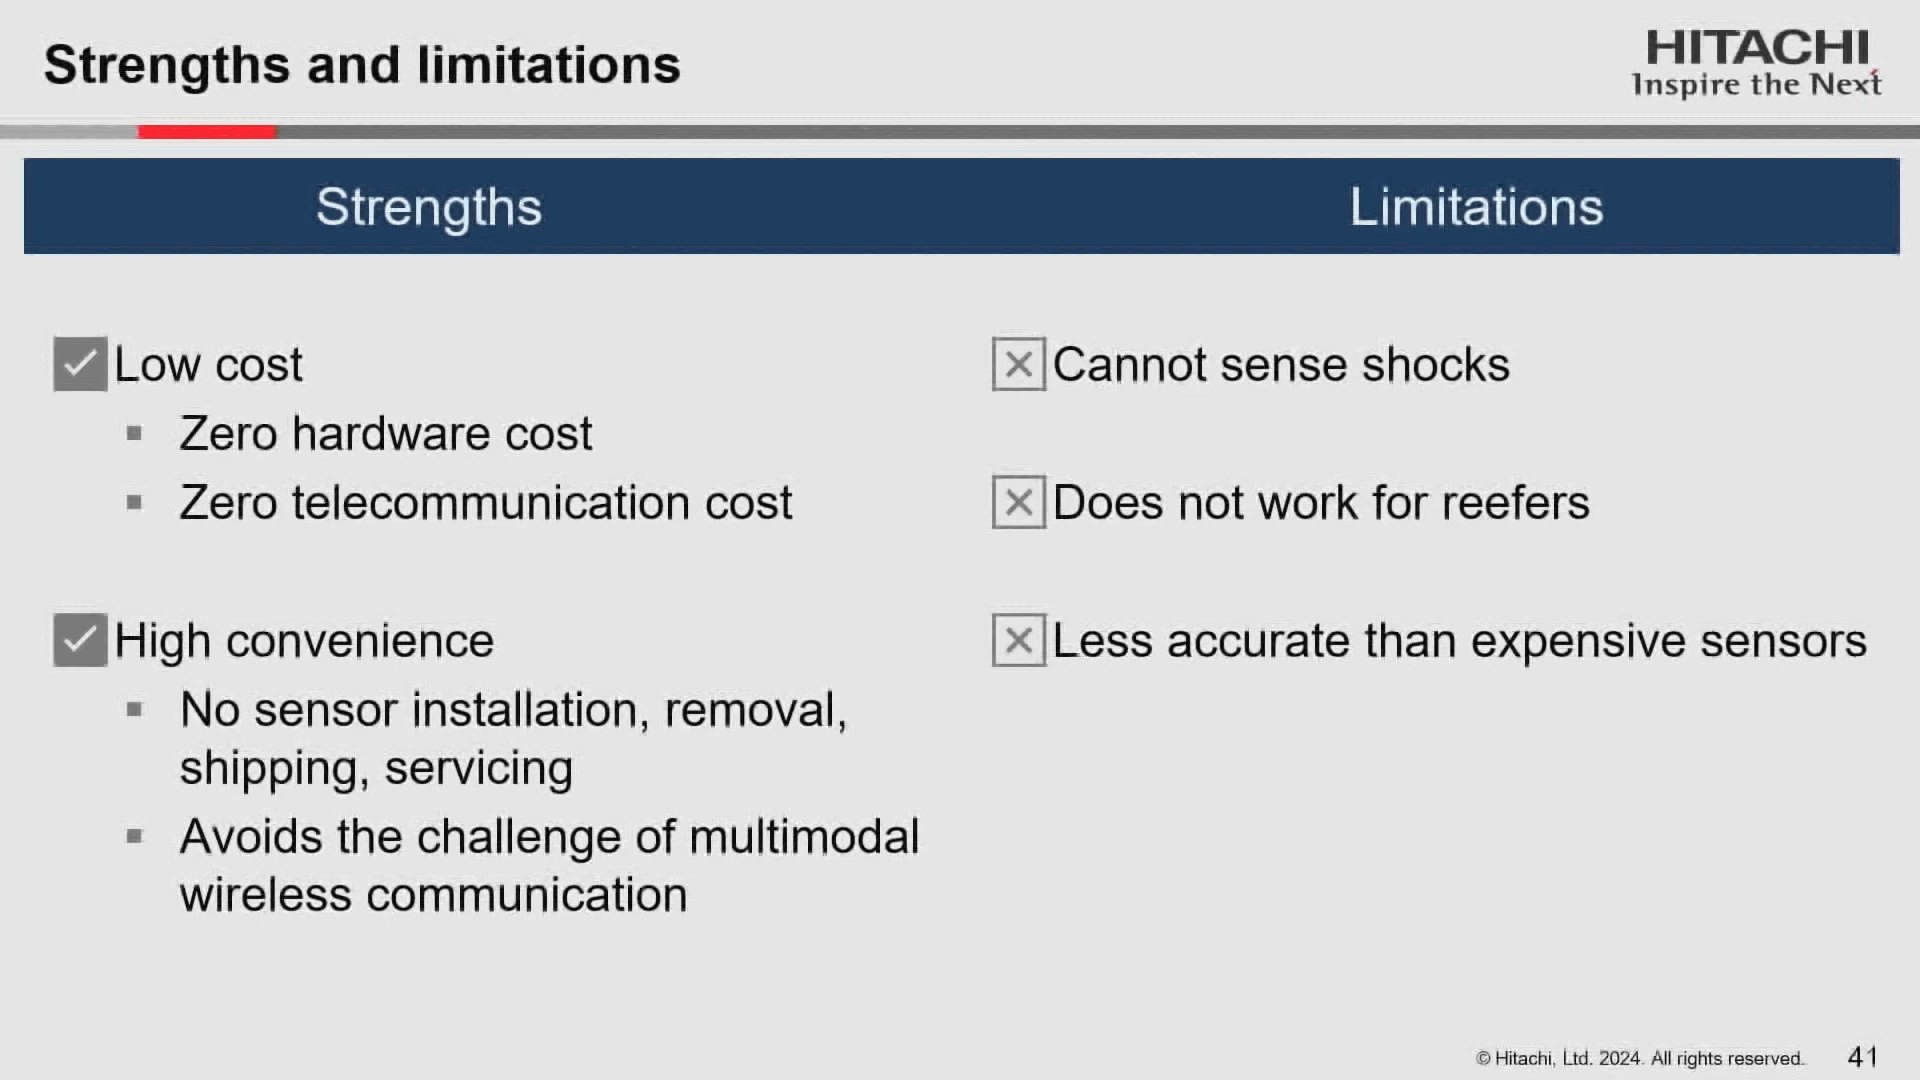 Strengths and limitations
HITACHI
Inspire the Next
Strengths
Limitations
Low cost
Zero hardware cost
Zero telecommunication cost
High convenience
No sensor installation, removal,
shipping, servicing
Avoids the challenge of multimodal
wireless communication
Cannot sense shocks
Does not work for reefers
Less accurate than expensive sensors
© Hitachi, Ltd. 2024. All rights reserved.
41